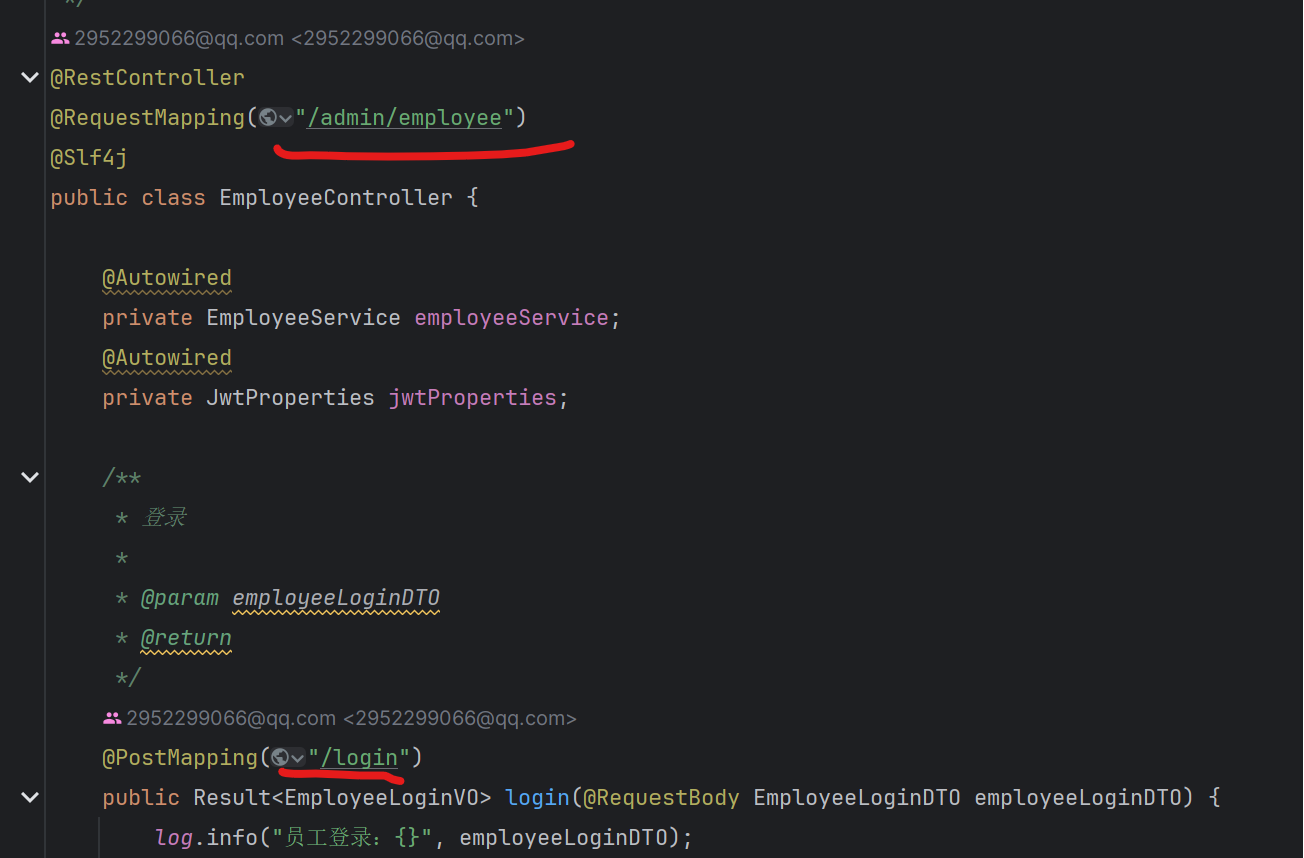 */
2952299066@qq.com <2952299066@qq.com>
@RestController
@RequestMapping("/admin/employee")
@Slf4j
public class EmployeeController {
@Autowired
private EmployeeService employeeService;
@Autowired
private JwtProperties jwtProperties;
/**
* 登录
*
* @param employeeLoginDTO
* @return
*/
2952299066@qq.com <2952299066@qq.com>
@PostMapping("/login")
public Result<EmployeeLoginVO> login(@RequestBody EmployeeLoginDTO employeeLoginDTO) {
log.info("员工登录：{}", employeeLoginDTO);